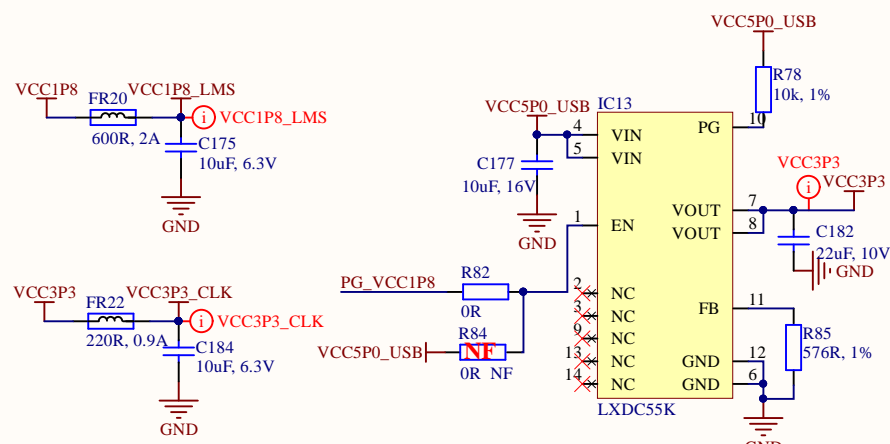 VCC5P0_USB
R78
10k, 1%
10
PG
VCC1P8
VCC1P8_LMS
FR20
i
VCC1P8_LMS
600R, 2A
C175
10uF, 6.3V
GND
VCC5P0_USB
IC13
4
VIN
5
VIN
C177
10uF, 16V
GND
1
EN
VCC3P3
i
VCC3P3
7
VOUT
8
VOUT
C182
22uF, 10V
GND
VCC3P3
VCC3P3_CLK
FR22
i
VCC3P3_CLK
220R, 0.9A
C184
10uF, 6.3V
GND
PG_VCC1P8
R82
0R
R84
VCC5P0_USB
NF
0R NF
2
NC
3
NC
9
NC
13
NC
14
NC
FB
11
R85
576R, 1%
GND
12
GND
6
LXDC55K
GND